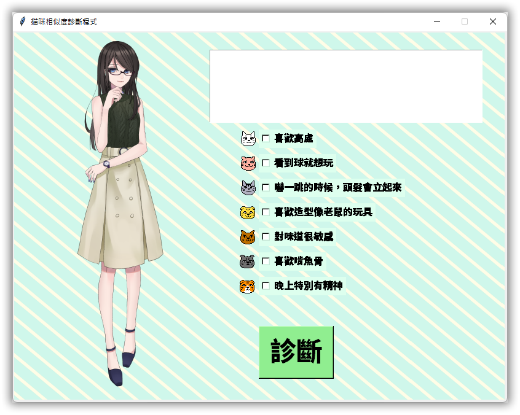 貓咪相似度診斷程式
喜歡高處
看到球就想玩
嚇一跳的時候，頭髮會立起來
喜歡造型像老鼠的玩具
對味道很敏感
喜歡啃魚骨
晚上特別有精神
診斷